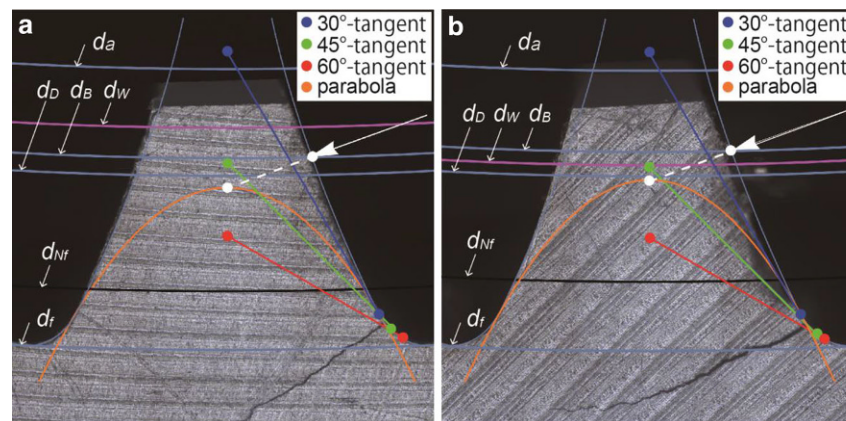 a
30°-tangent
45°-tangent
60°-tangent
parabola
da
dD dB dW
dNf
df
b
30°-tangent
45°-tangent
60°-tangent
parabola
da
dD dW dB
dNf
df